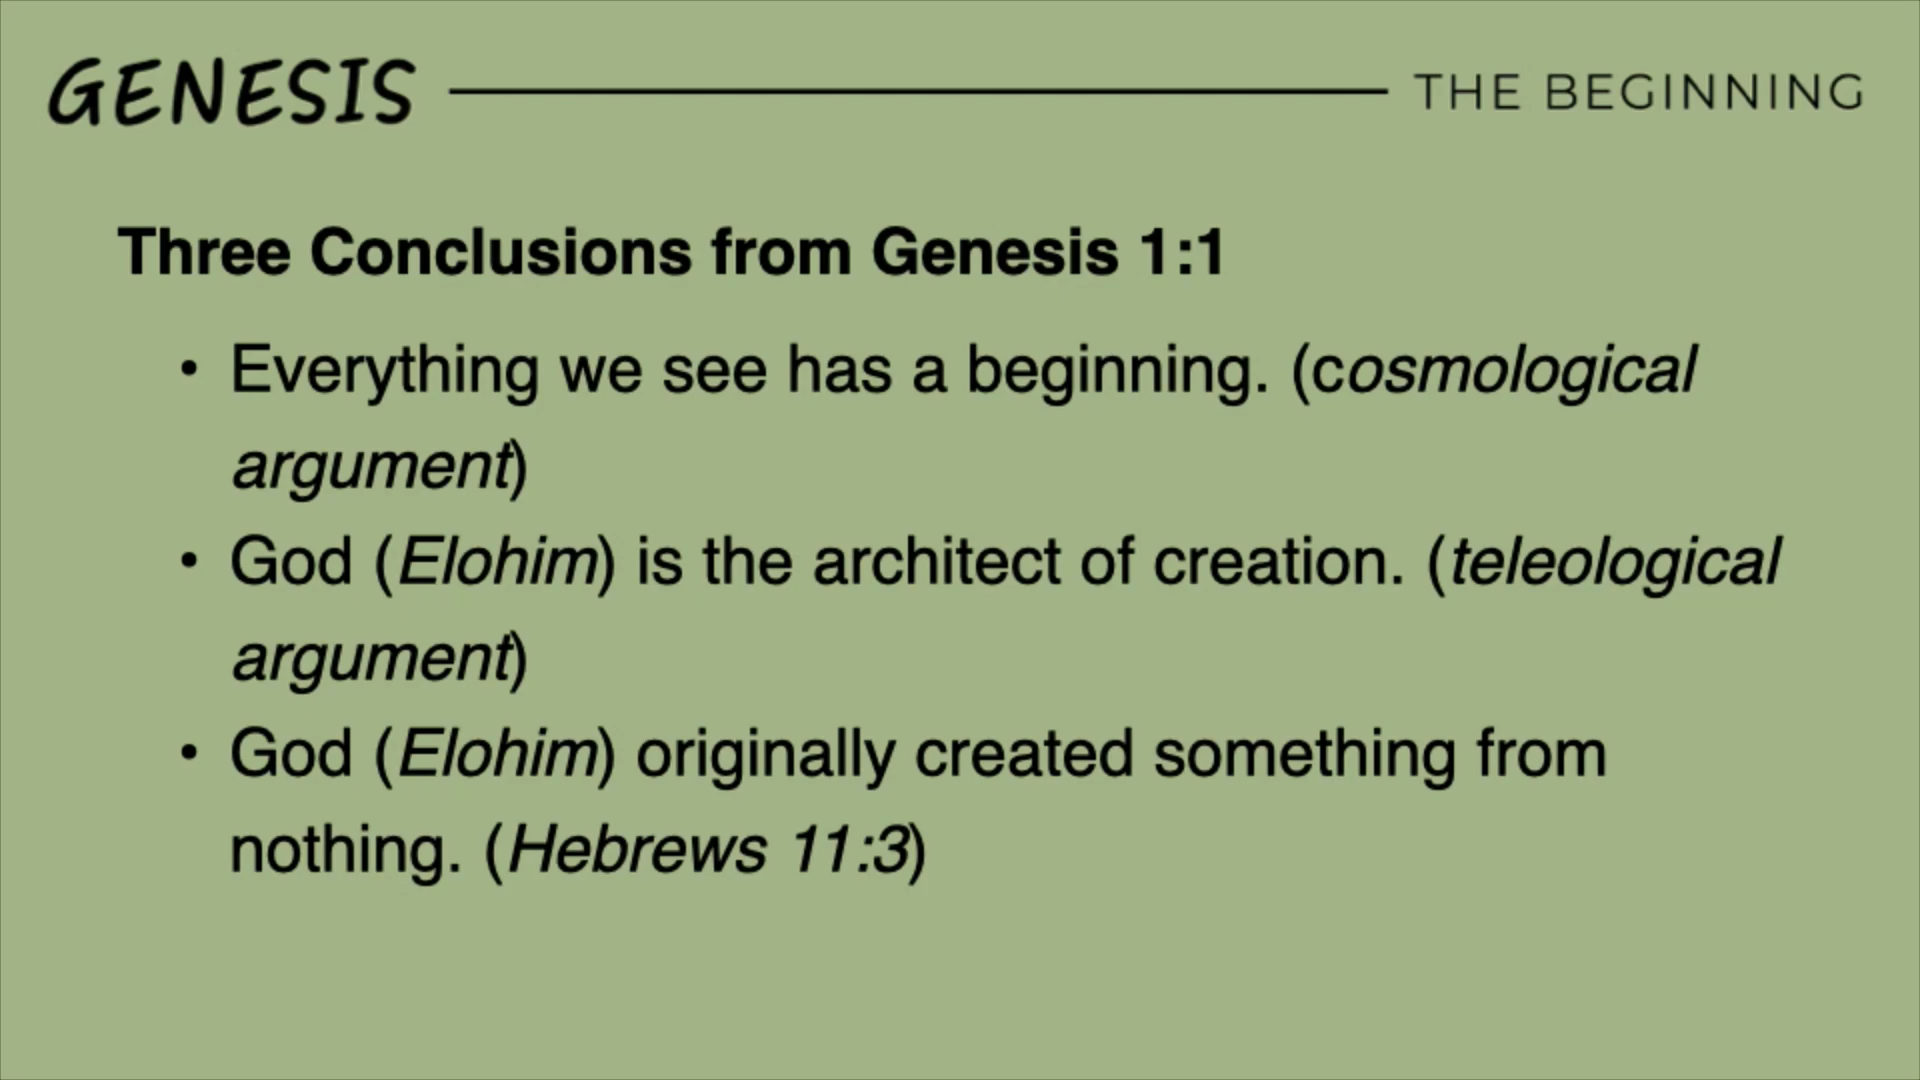 GENESIS THE BEGINNING
Three Conclusions from Genesis 1:1
• Everything we see has a beginning. (cosmological
argument)
• God (Elohim) is the architect of creation. (teleological
argument)
• God (Elohim) originally created something from
nothing. (Hebrews 11:3)